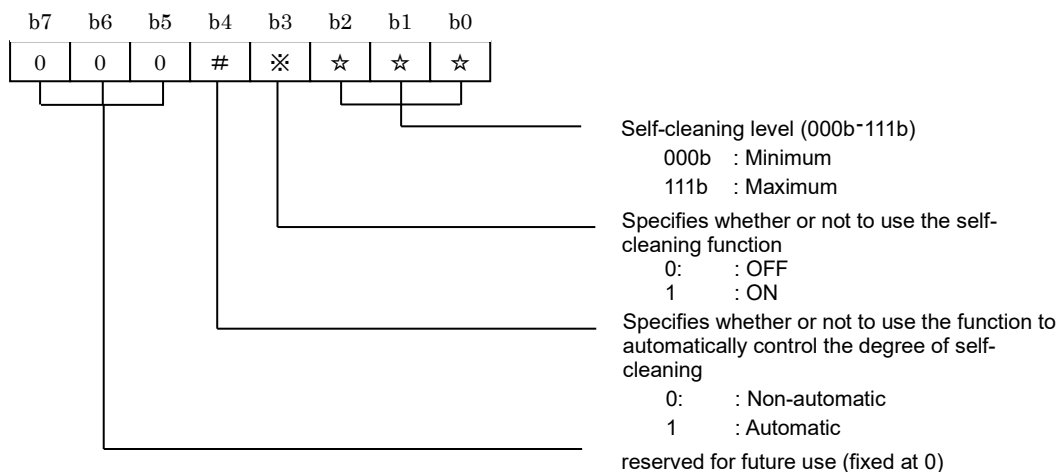 b7 b6 b5 b4 b3 b2 b1 b0
0 0 0 # ※ ☆ ☆ ☆
Self-cleaning level (000b-111b)
000b : Minimum
111b : Maximum
Specifies whether or not to use the self-
cleaning function
0: : OFF
1 : ON
Specifies whether or not to use the function to
automatically control the degree of self-
cleaning
0: : Non-automatic
1 : Automatic
reserved for future use (fixed at 0)